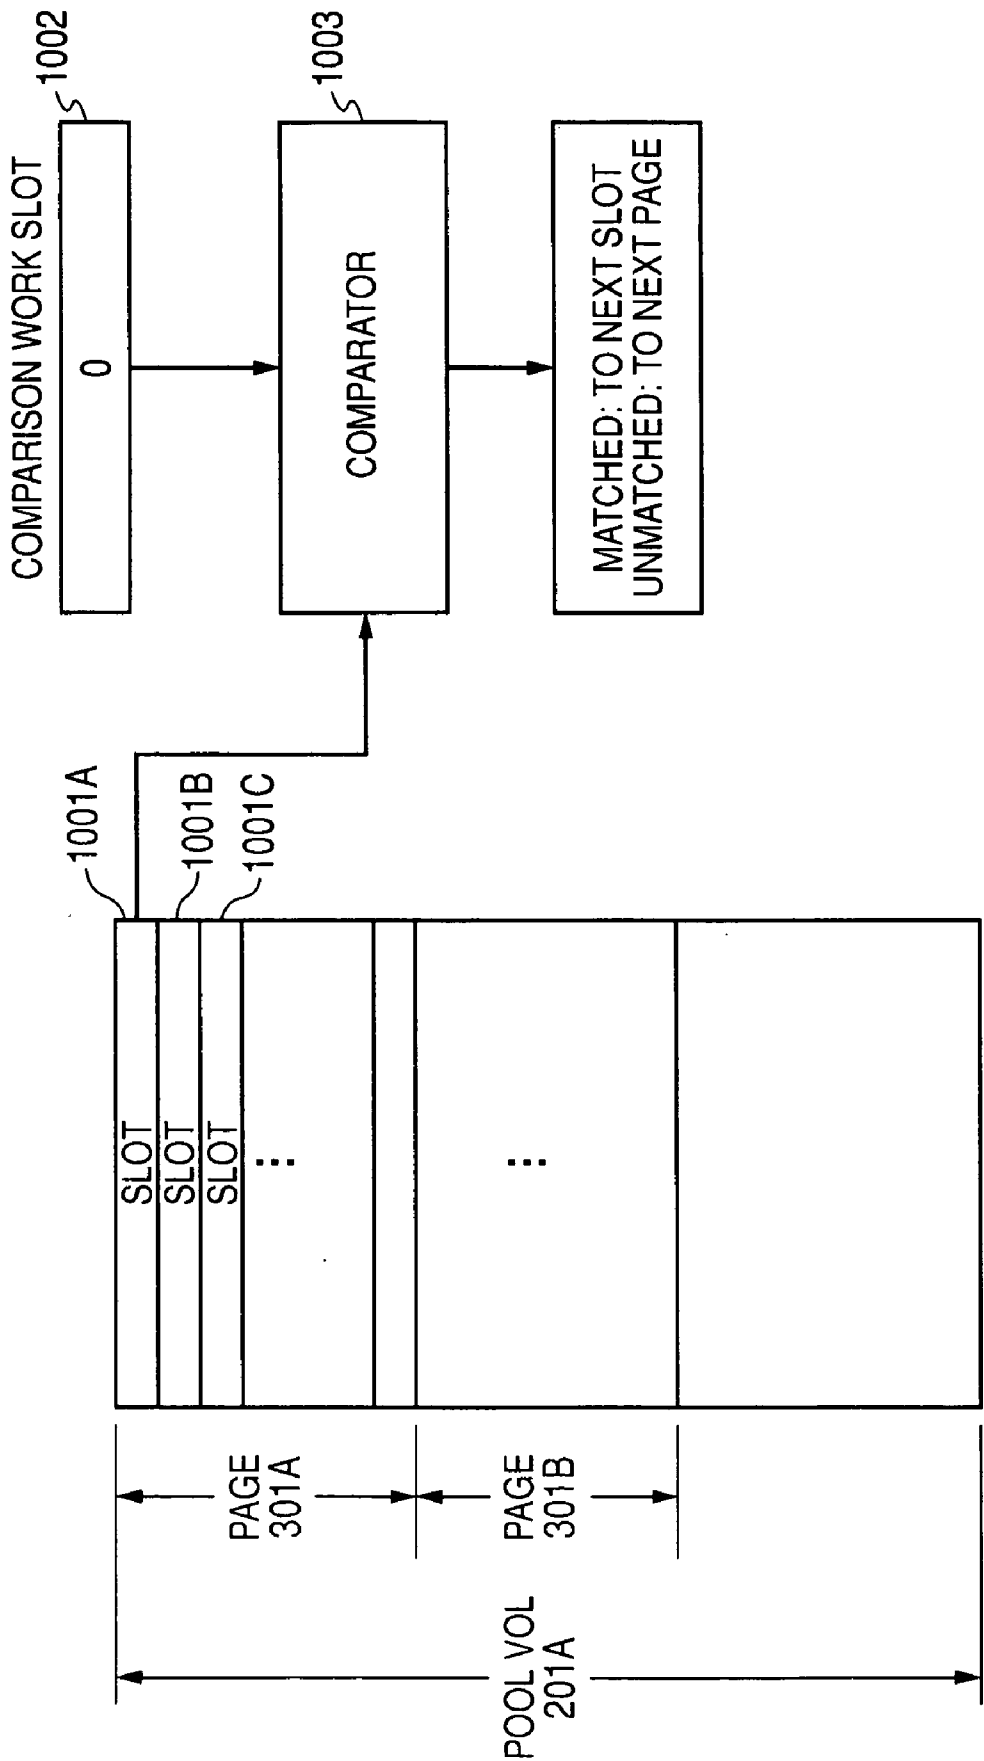 COMPARISON WORK SLOT
0
1002
COMPARATOR
1003
MATCHED: TO NEXT SLOT
UNMATCHED: TO NEXT PAGE
1001A
1001B
1001C
SLOT
SLOT
SLOT
...
...
PAGE
301A
PAGE
301B
POOL VOL
201A